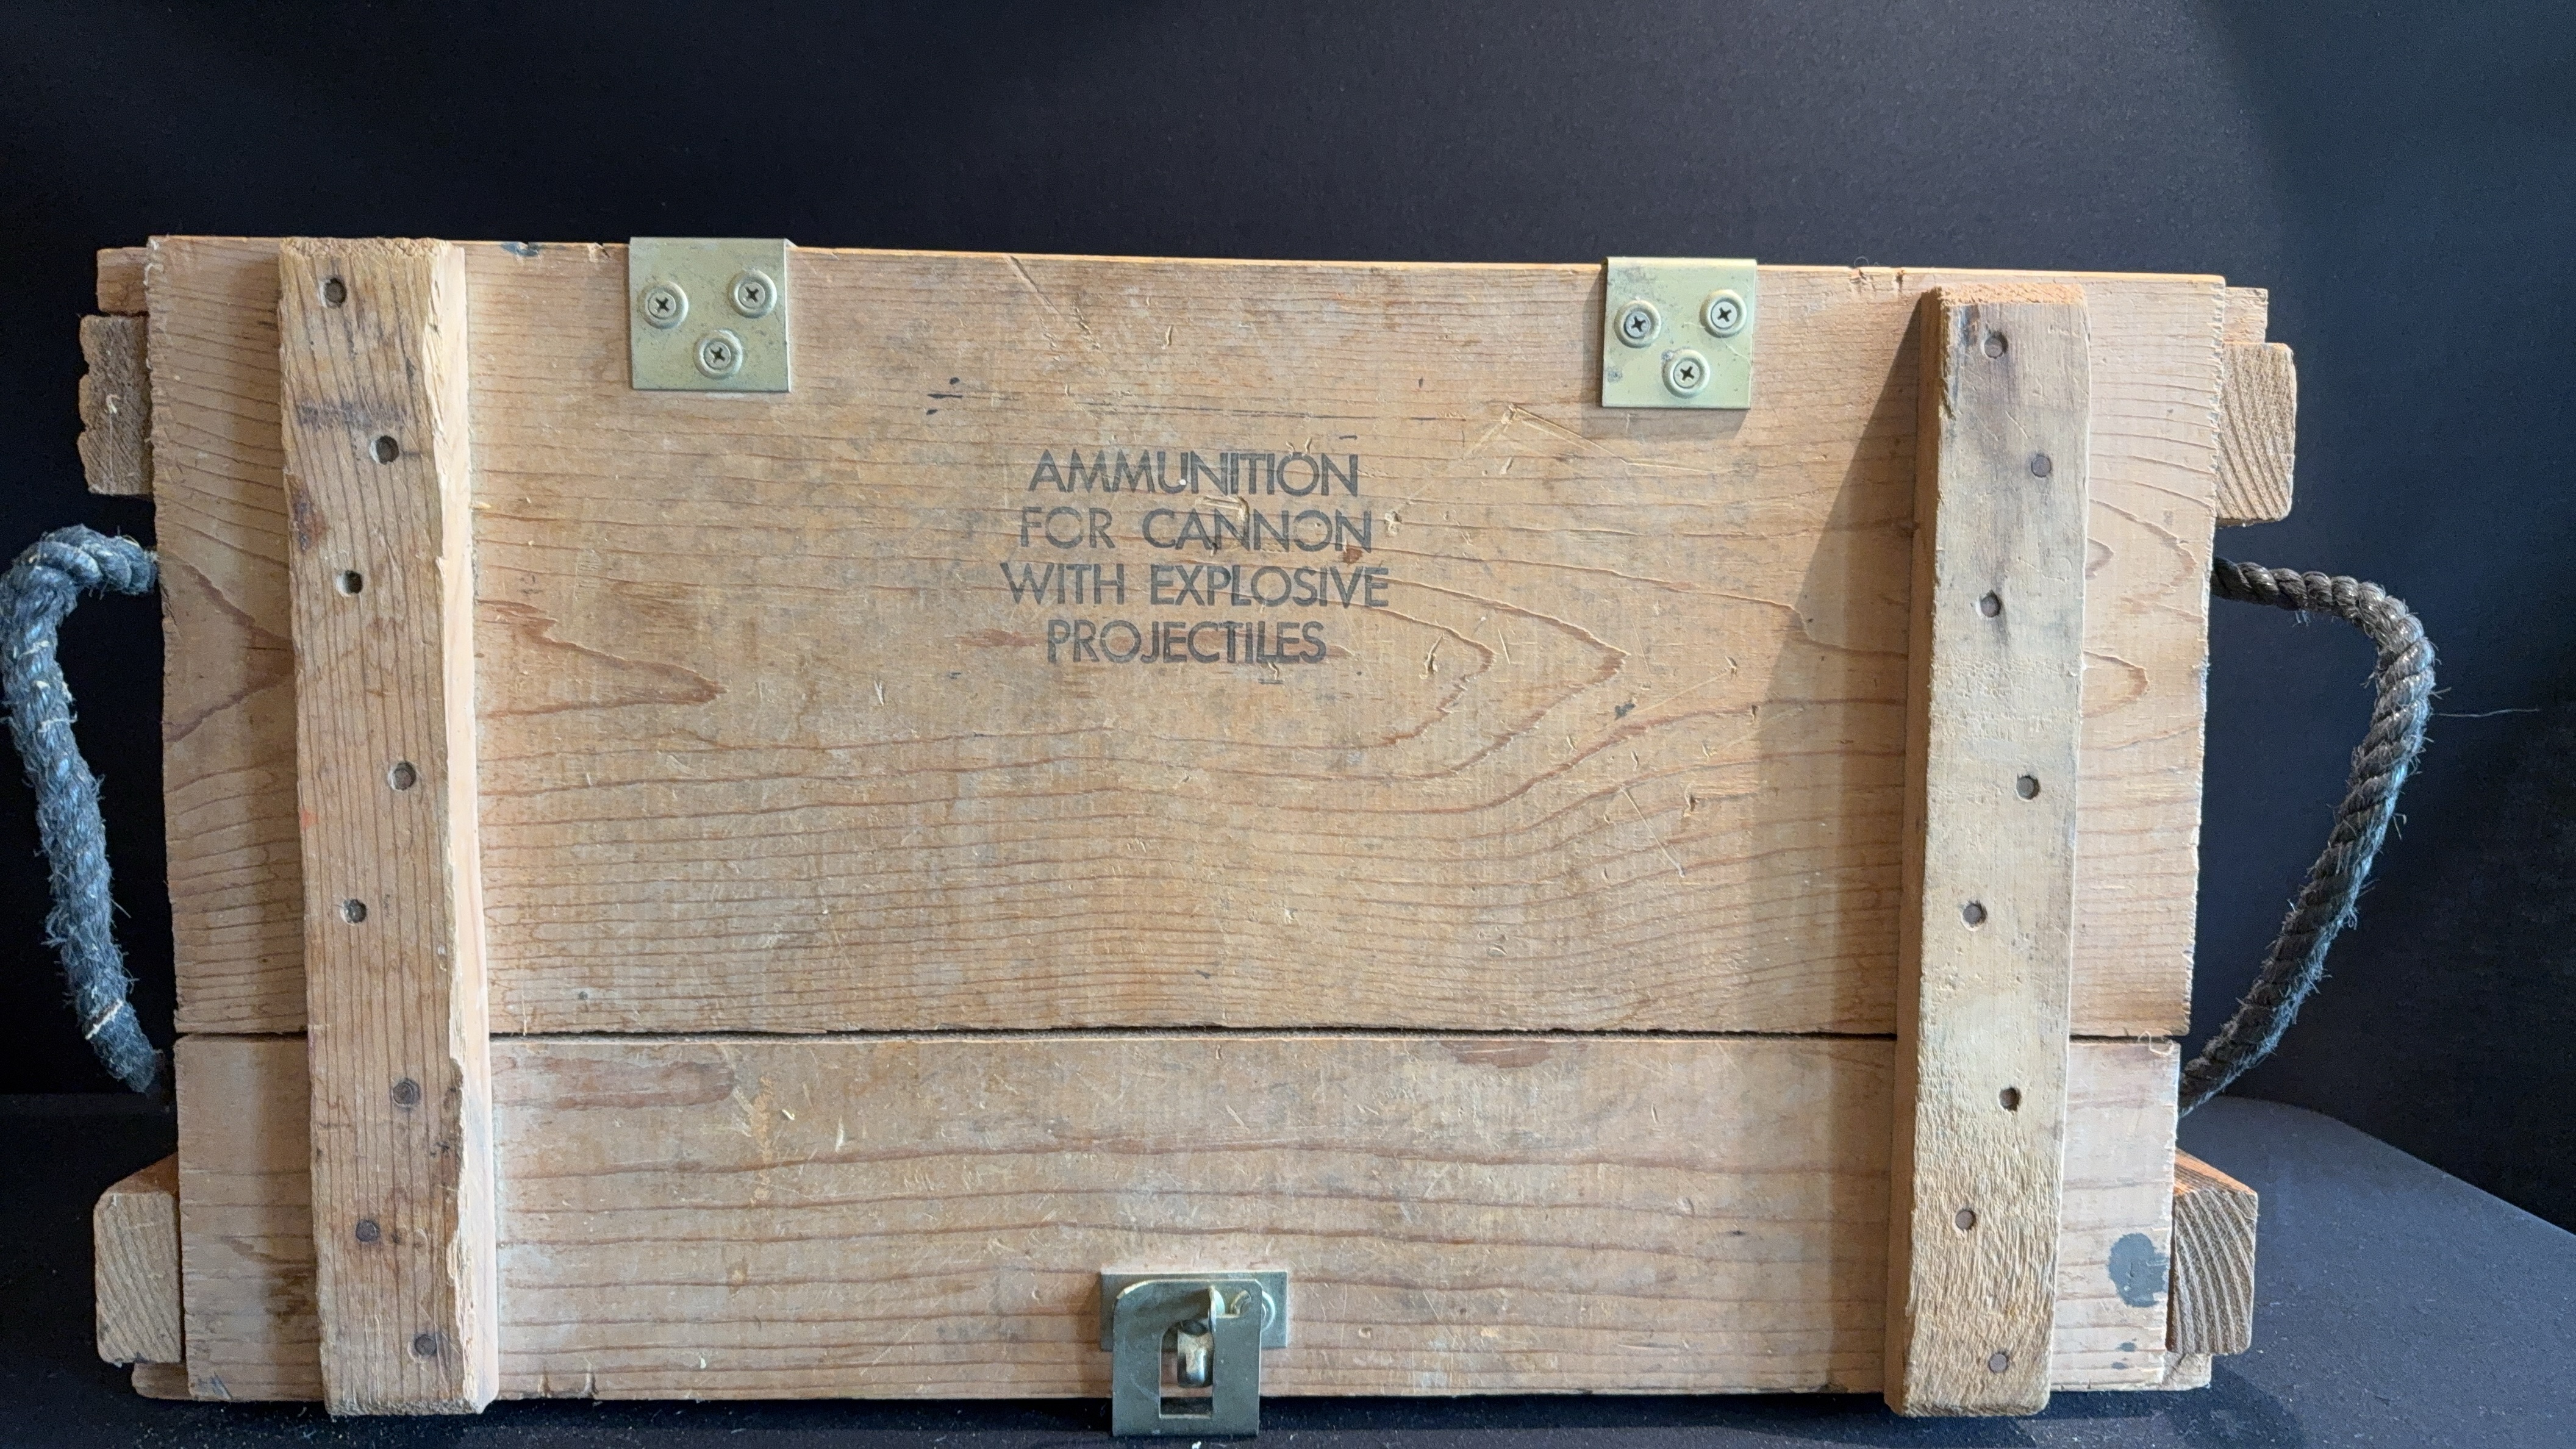 AMMUNITION
FOR CANNON
WITH EXPLOSIVE
PROJECTILES